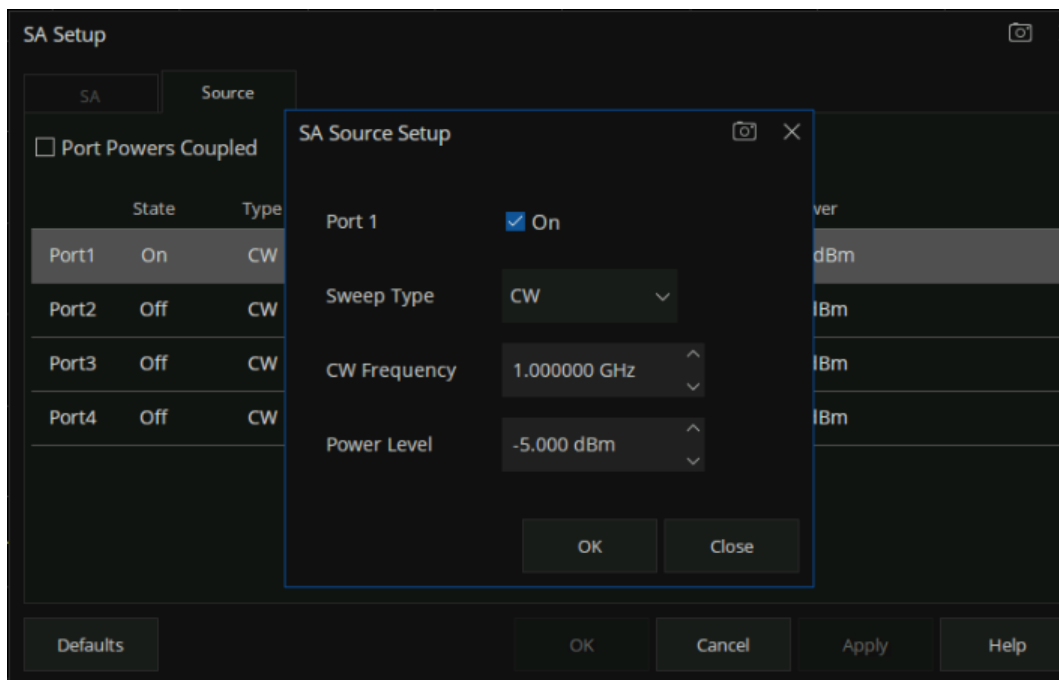 SA Setup
SA Source
Port Powers Coupled
State Type
Port1 On CW dBm
Port2 Off CW
Port3 Off CW
Port4 Off CW
SA Source Setup
Port 1 On
Sweep Type CW
CW Frequency 1.000000 GHz
Power Level -5.000 dBm
OK Close
Defaults OK Cancel Apply Help